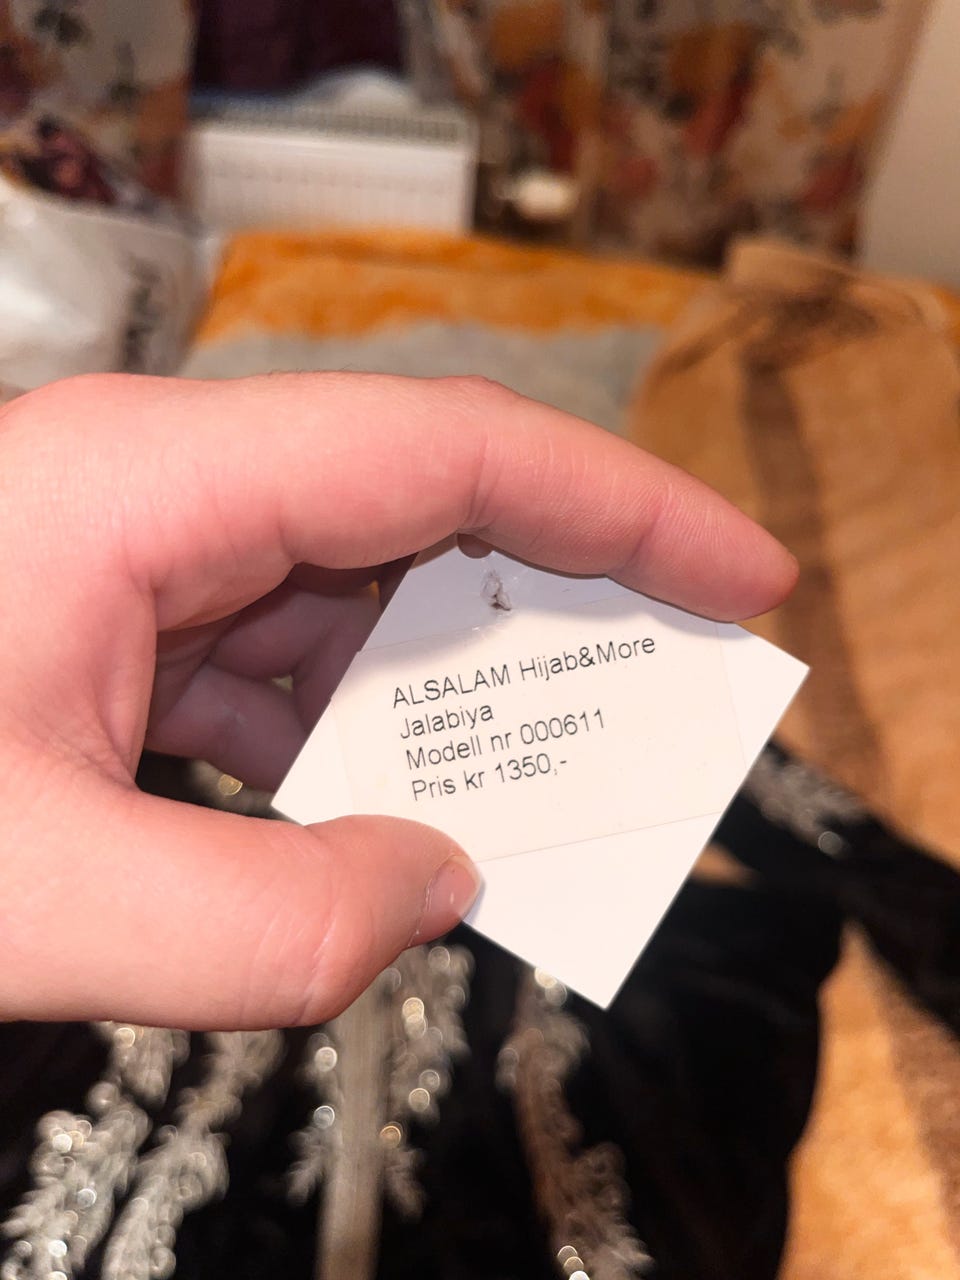 ALSALAM Hijab&More
Jalabiya
Modell nr 000611
Pris kr 1350,-